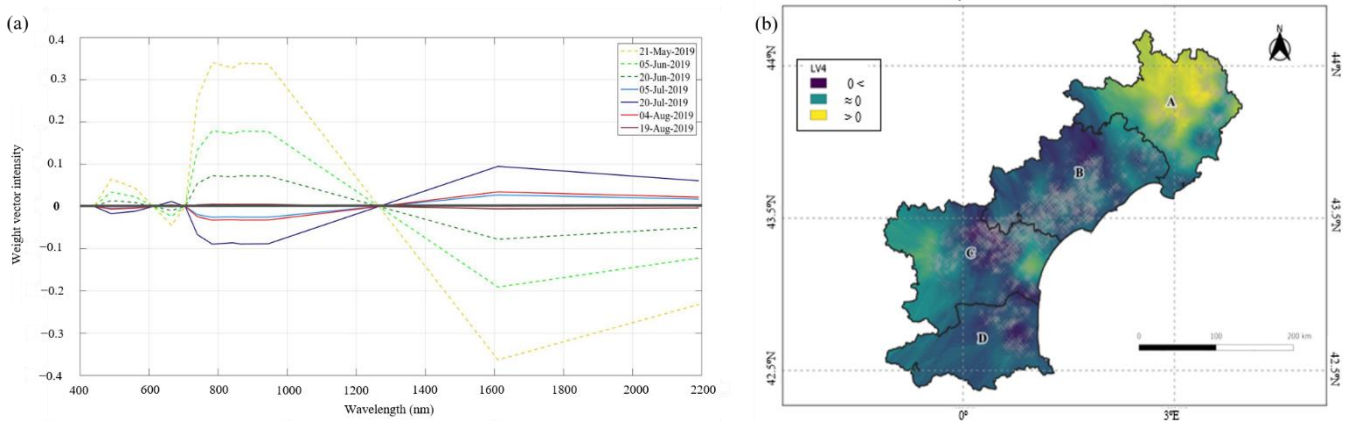 (a)
0.4
0.3
0.2
0.1
0
−0.1
−0.2
−0.3
−0.4
Weight vector intensity
400
600
800
1000
1200
1400
1600
1800
2000
2200
Wavelength (nm)
21-May-2019
05-Jun-2019
20-Jun-2019
05-Jul-2019
20-Jul-2019
04-Aug-2019
19-Aug-2019
(b)
N
LV4
0 <
≈ 0
> 0
A
B
C
D
44°N
43.5°N
42.5°N
44°N
43.5°N
42.5°N
0
100
200 km
0°
3°E